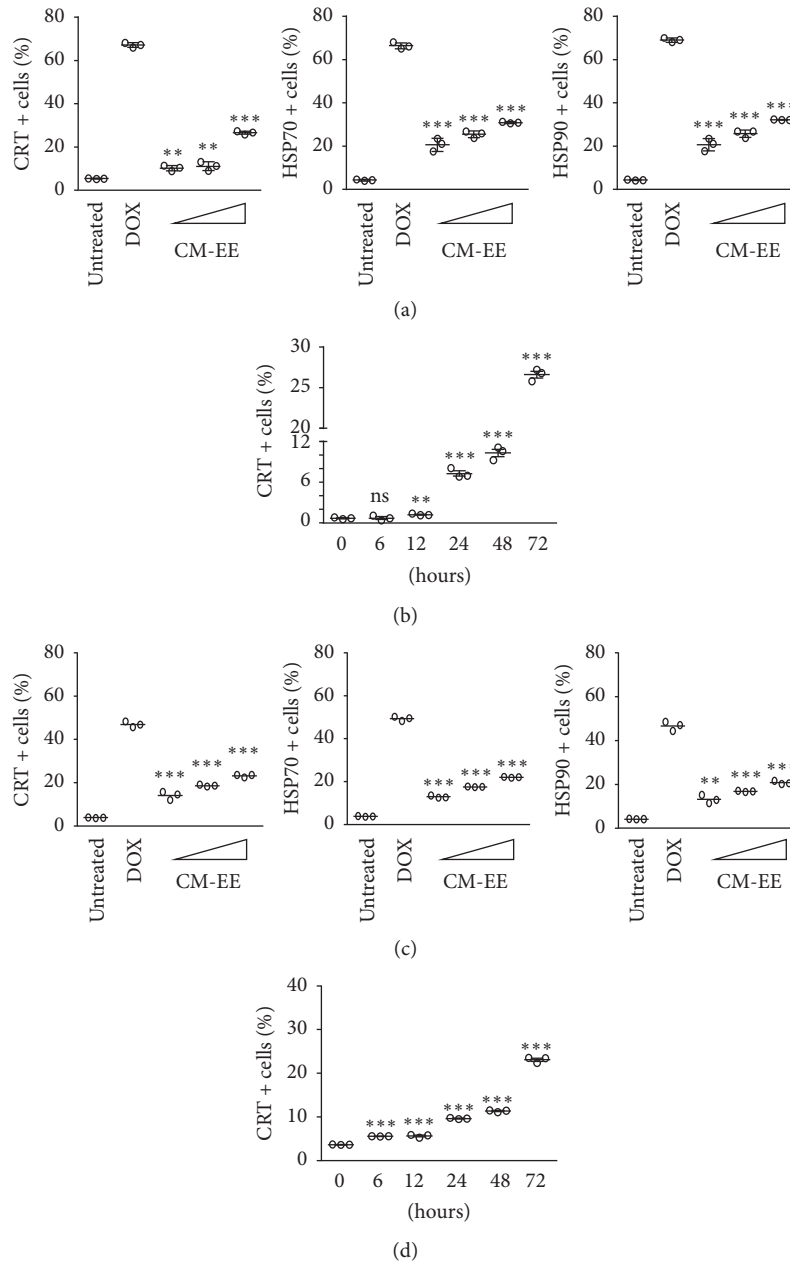 CRT + cells (%)
80
60
40
20
0
** ** ***
Untreated
DOX
CM-EE
HSP70 + cells (%)
80
60
40
20
0
*** *** ***
Untreated
DOX
CM-EE
HSP90 + cells (%)
80
60
40
20
0
*** *** ***
Untreated
DOX
CM-EE
(a)
CRT + cells (%)
30
25
20
12
6
0
ns ** *** *** ***
0 6 12 24 48 72
(hours)
(b)
CRT + cells (%)
80
60
40
20
0
*** *** ***
Untreated
DOX
CM-EE
HSP70 + cells (%)
80
60
40
20
0
*** *** ***
Untreated
DOX
CM-EE
HSP90 + cells (%)
80
60
40
20
0
** *** ***
Untreated
DOX
CM-EE
(c)
CRT + cells (%)
40
30
20
10
0
*** *** *** *** ***
0 6 12 24 48 72
(hours)
(d)